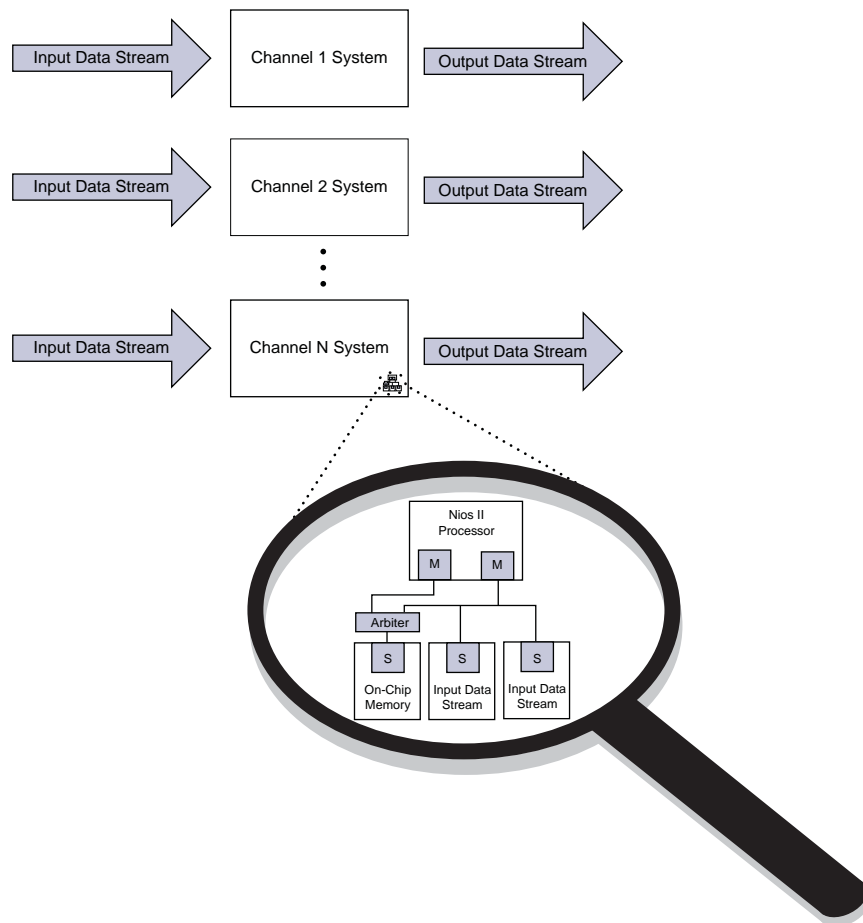 Input Data Stream
Channel 1 System
Output Data Stream
Input Data Stream
Channel 2 System
Output Data Stream
Input Data Stream
Channel N System
Output Data Stream
Nios II
Processor
M
M
Arbiter
S
S
S
On-Chip
Memory
Input Data
Stream
Input Data
Stream